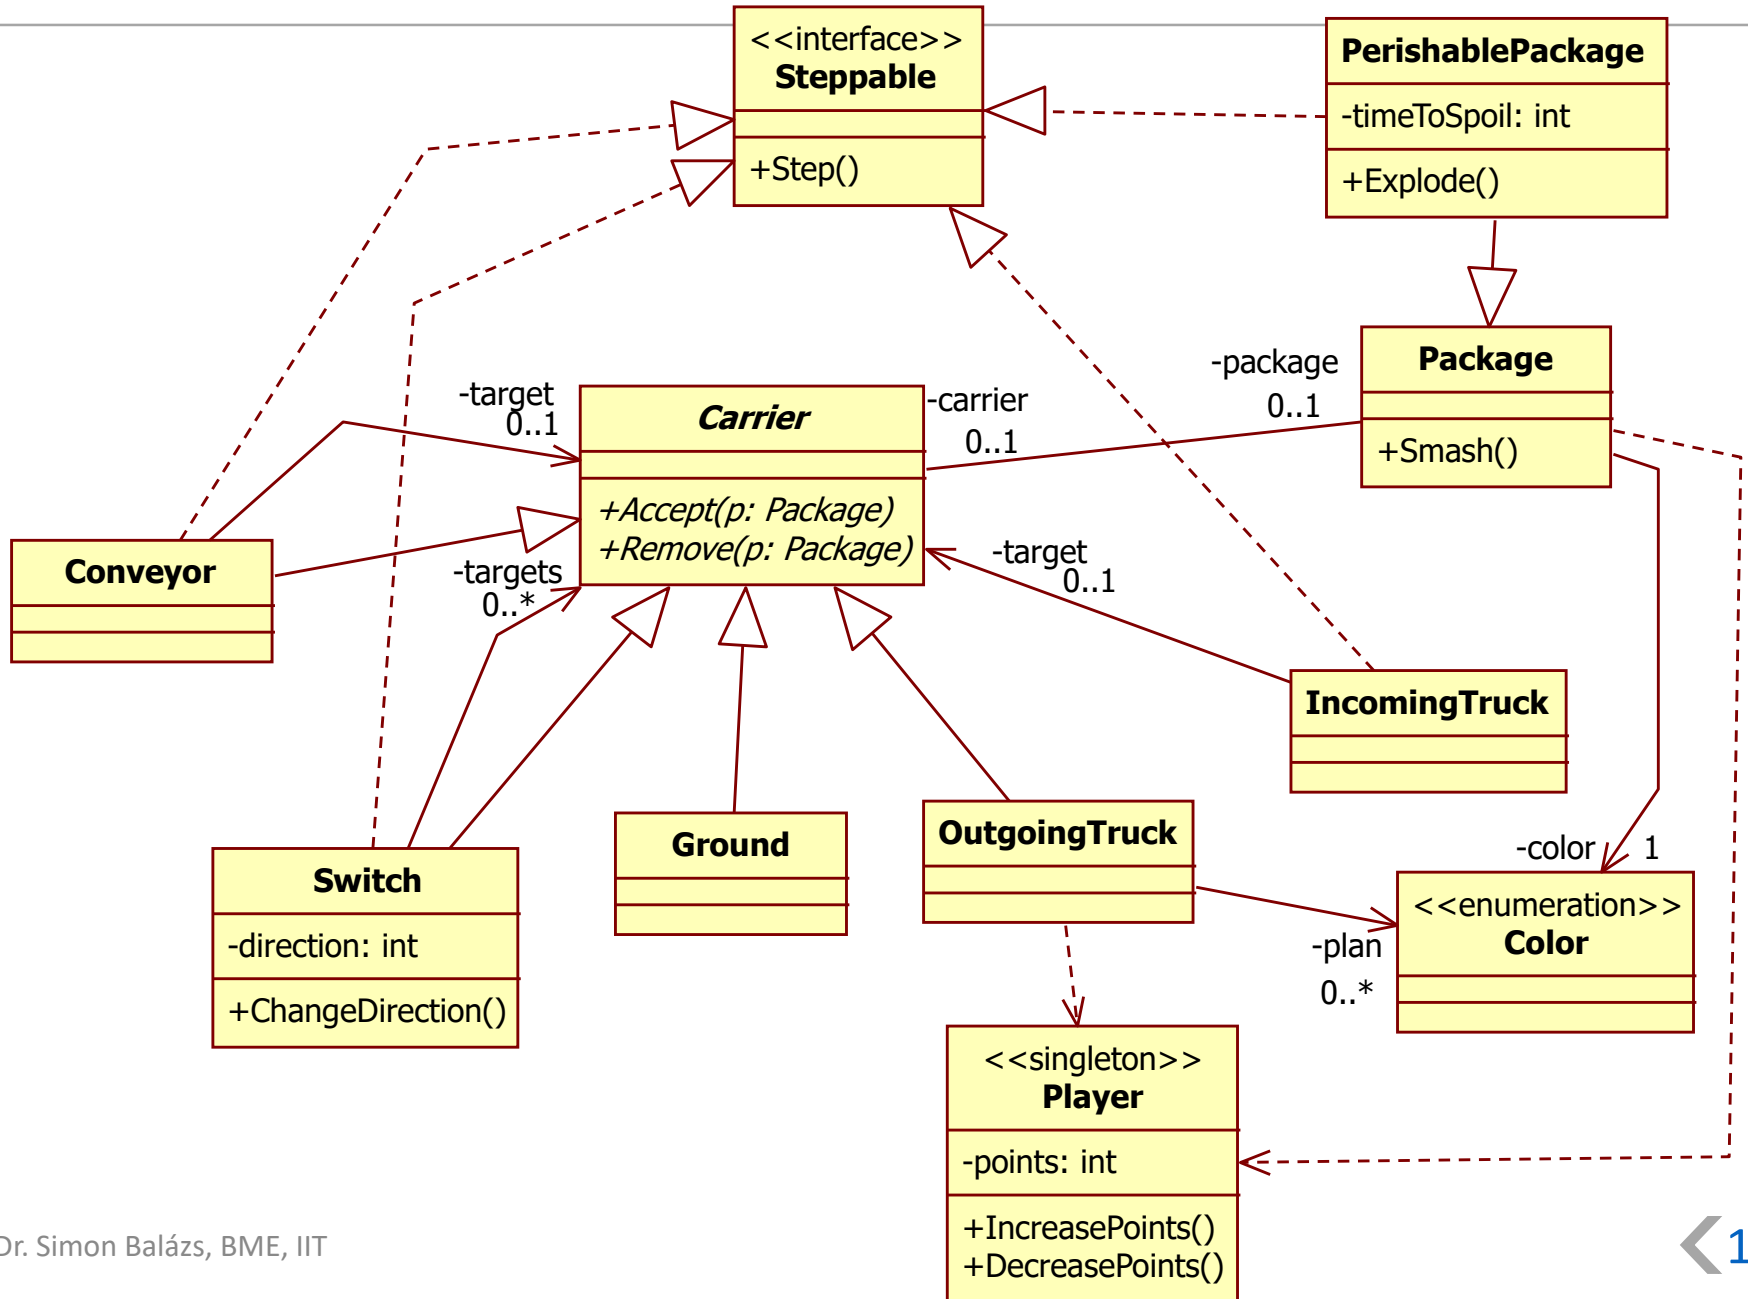 <<interface>>
Steppable
+Step()
PerishablePackage
-timeToSpoil: int
+Explode()
-package
0..1
Package
+Smash()
-target
0..1
Carrier
+Accept(p: Package)
+Remove(p: Package)
-carrier
0..1
Conveyor
-targets
0..*
-target
0..1
IncomingTruck
Switch
-direction: int
+ChangeDirection()
Ground
OutgoingTruck
-color
1
-plan
0..*
<<enumeration>>
Color
<<singleton>>
Player
-points: int
+IncreasePoints()
+DecreasePoints()
Dr. Simon Balázs, BME, IIT
1